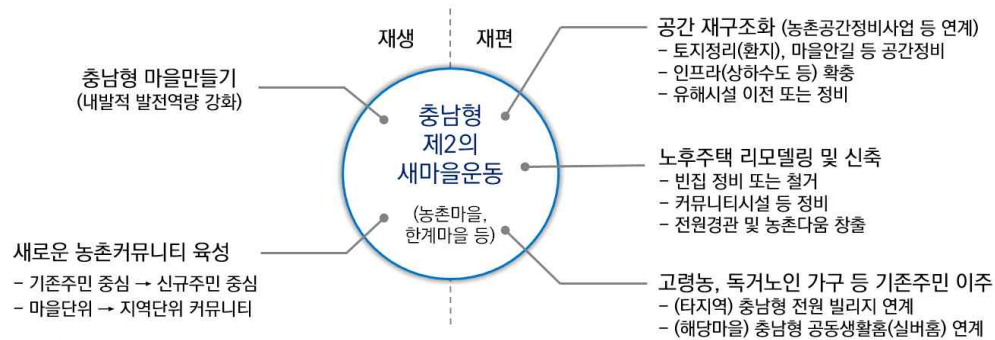 재생
재편
충남형 마을만들기
(내발적 발전역량 강화)
새로운 농촌커뮤니티 육성
- 기존주민 중심 → 신규주민 중심
- 마을단위 → 지역단위 커뮤니티
충남형
제2의
새마을운동
(농촌마을,
한계마을 등)
공간 재구조화 (농촌공간정비사업 등 연계)
- 토지정리(환지), 마을안길 등 공간정비
- 인프라(상하수도 등) 확충
- 유해시설 이전 또는 정비
노후주택 리모델링 및 신축
- 빈집 정비 또는 철거
- 커뮤니티시설 등 정비
- 전원경관 및 농촌다움 창출
고령농, 독거노인 가구 등 기존주민 이주
- (타지역) 충남형 전원 빌리지 연계
- (해당마을) 충남형 공동생활홈(실버홈) 연계